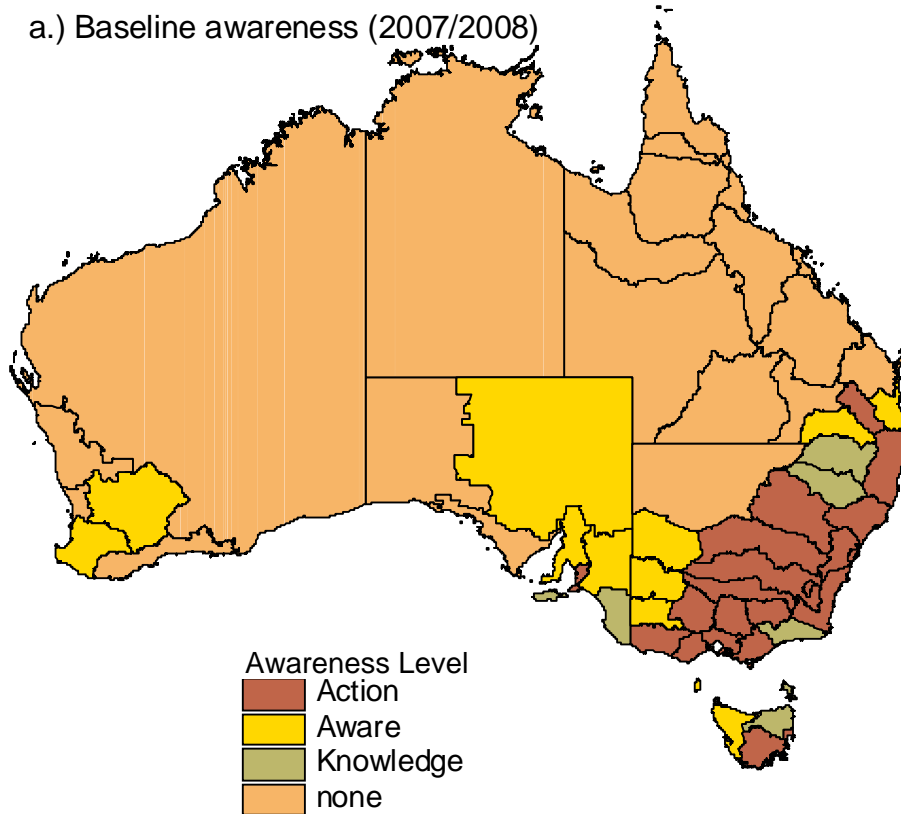 a.) Baseline awareness (2007/2008)
Awareness Level
Action
Aware
Knowledge
none